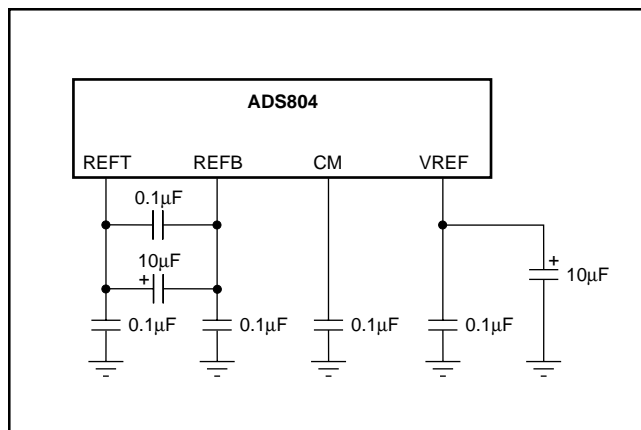 ADS804
REFT REFB CM VREF
0.1µF
10µF
+
+
10µF
0.1µF 0.1µF 0.1µF 0.1µF